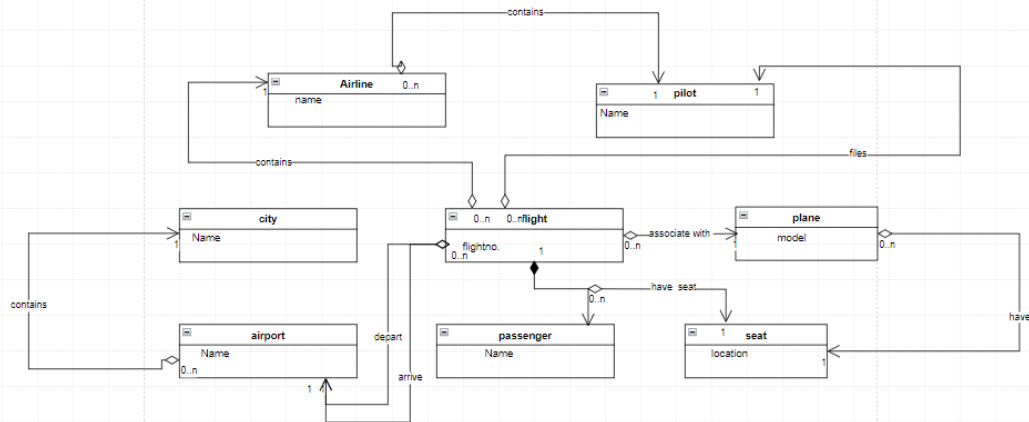 contains
Airline
0..n
1
name
1
pilot
1
Name
contains
files
city
Name
1
0..n
0..n
flight
flightno.
0..n
1
0..n
associate with
1
plane
model
0..n
contains
depart
arrive
0..n
have seat
have
airport
Name
0..n
1
1
passenger
Name
1
seat
location
1